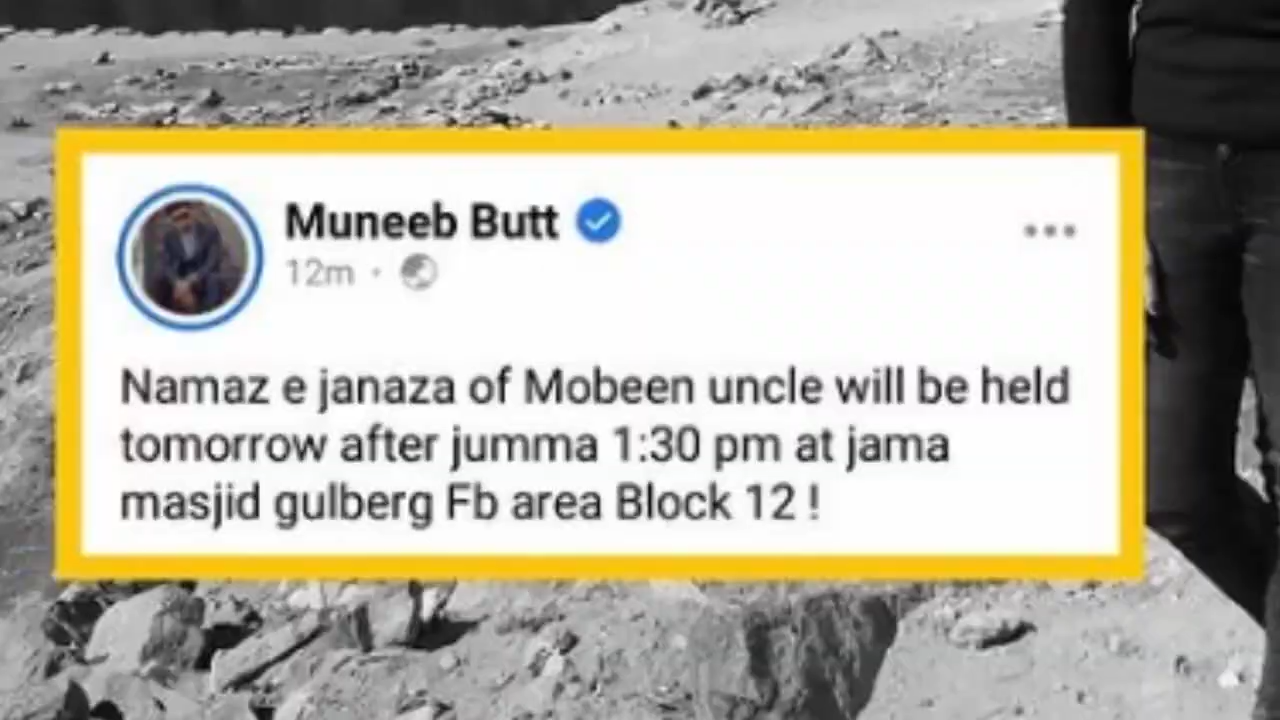 Muneeb Butt
12m
Namaz e janaza of Mobeen uncle will be held
tomorrow after jumma 1:30 pm at jama
masjid gulberg Fb area Block 12 !